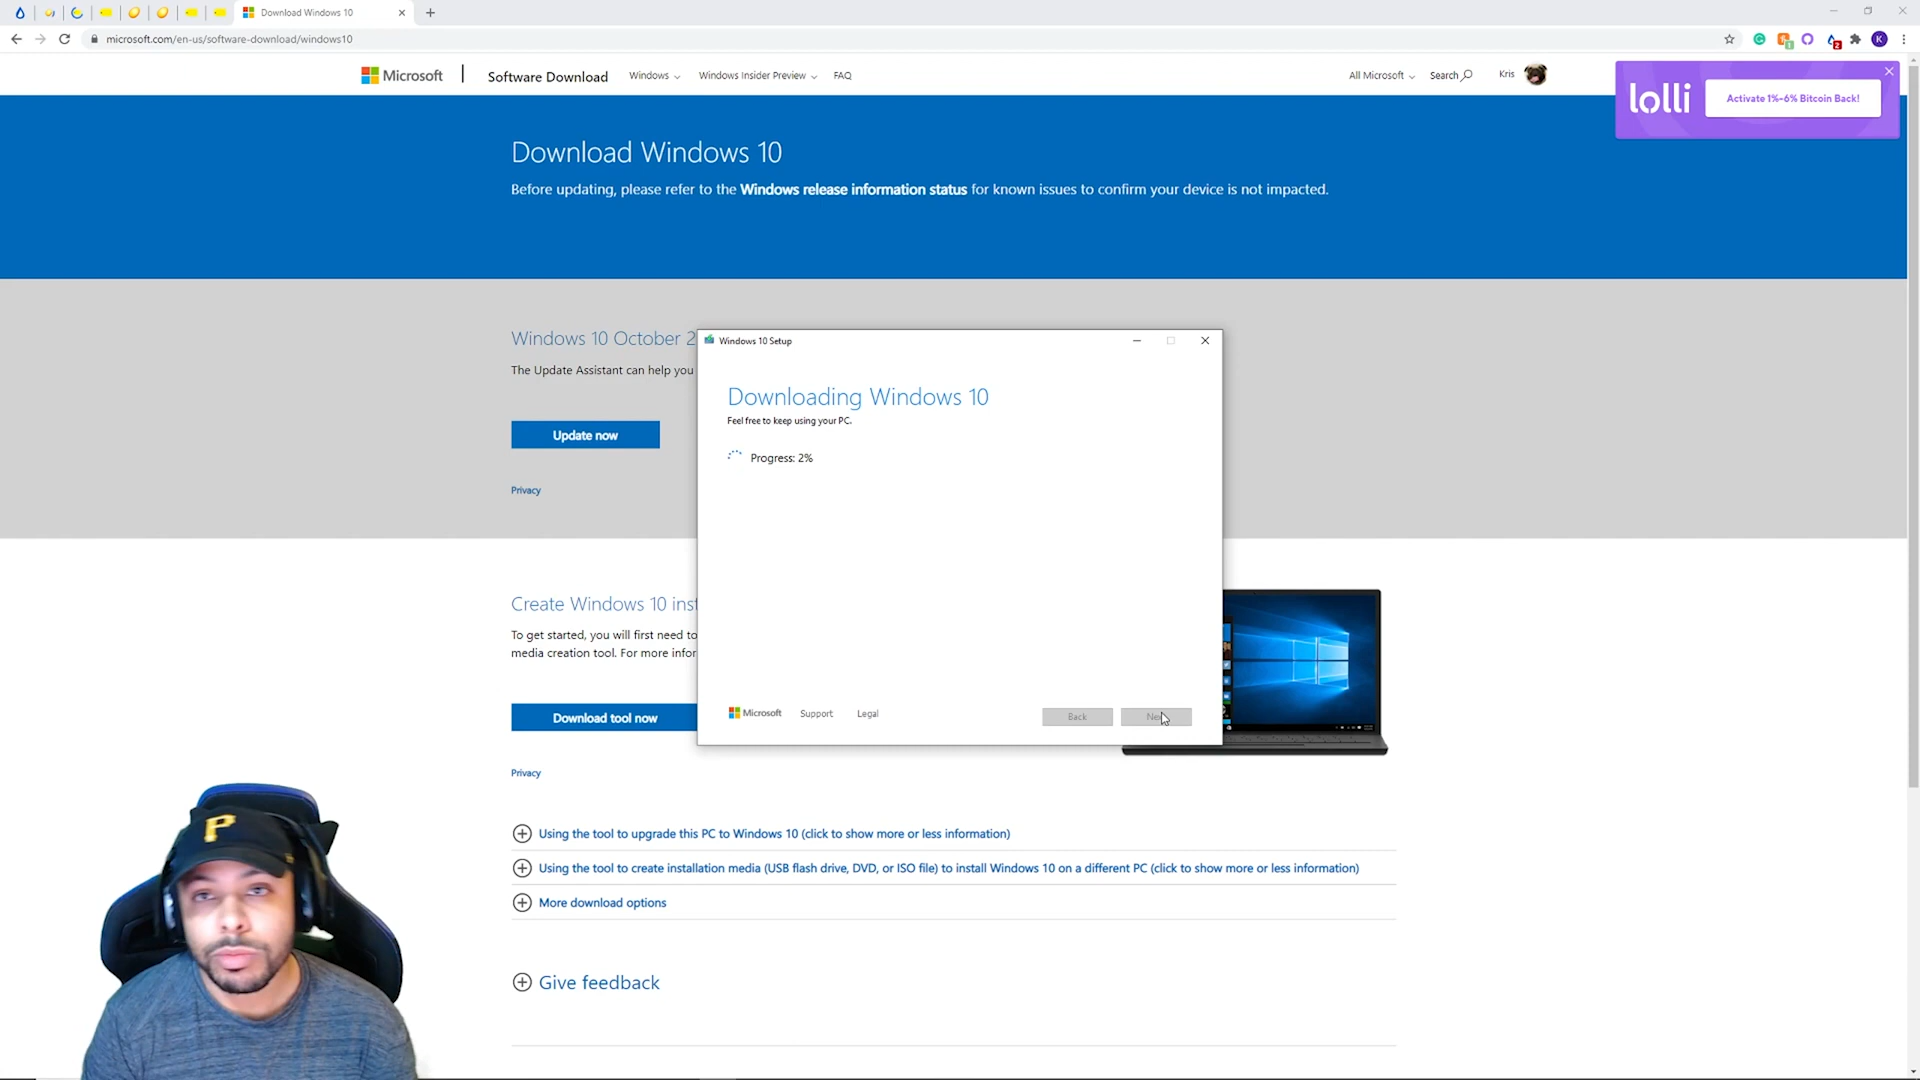 Download Windows 10
microsoft.com/en-us/software-download/windows10
2
K
Microsoft
Software Download
Windows
Windows Insider Preview
FAQ
All Microsoft
Search
Kris
lolli
Activate 1%-6% Bitcoin Back!
Download Windows 10
Before updating, please refer to the Windows release information status for known issues to confirm your device is not impacted.
Windows 10 October 2
The Update Assistant can help you
Update now
Privacy
Windows 10 Setup
Downloading Windows 10
Feel free to keep using your PC.
Progress: 2%
Microsoft
Support
Legal
Back
Create Windows 10 inst
To get started, you will first need to
media creation tool. For more infor
Download tool now
Privacy
Using the tool to upgrade this PC to Windows 10 (click to show more or less information)
Using the tool to create installation media (USB flash drive, DVD, or ISO file) to install Windows 10 on a different PC (click to show more or less information)
More download options
Give feedback
P